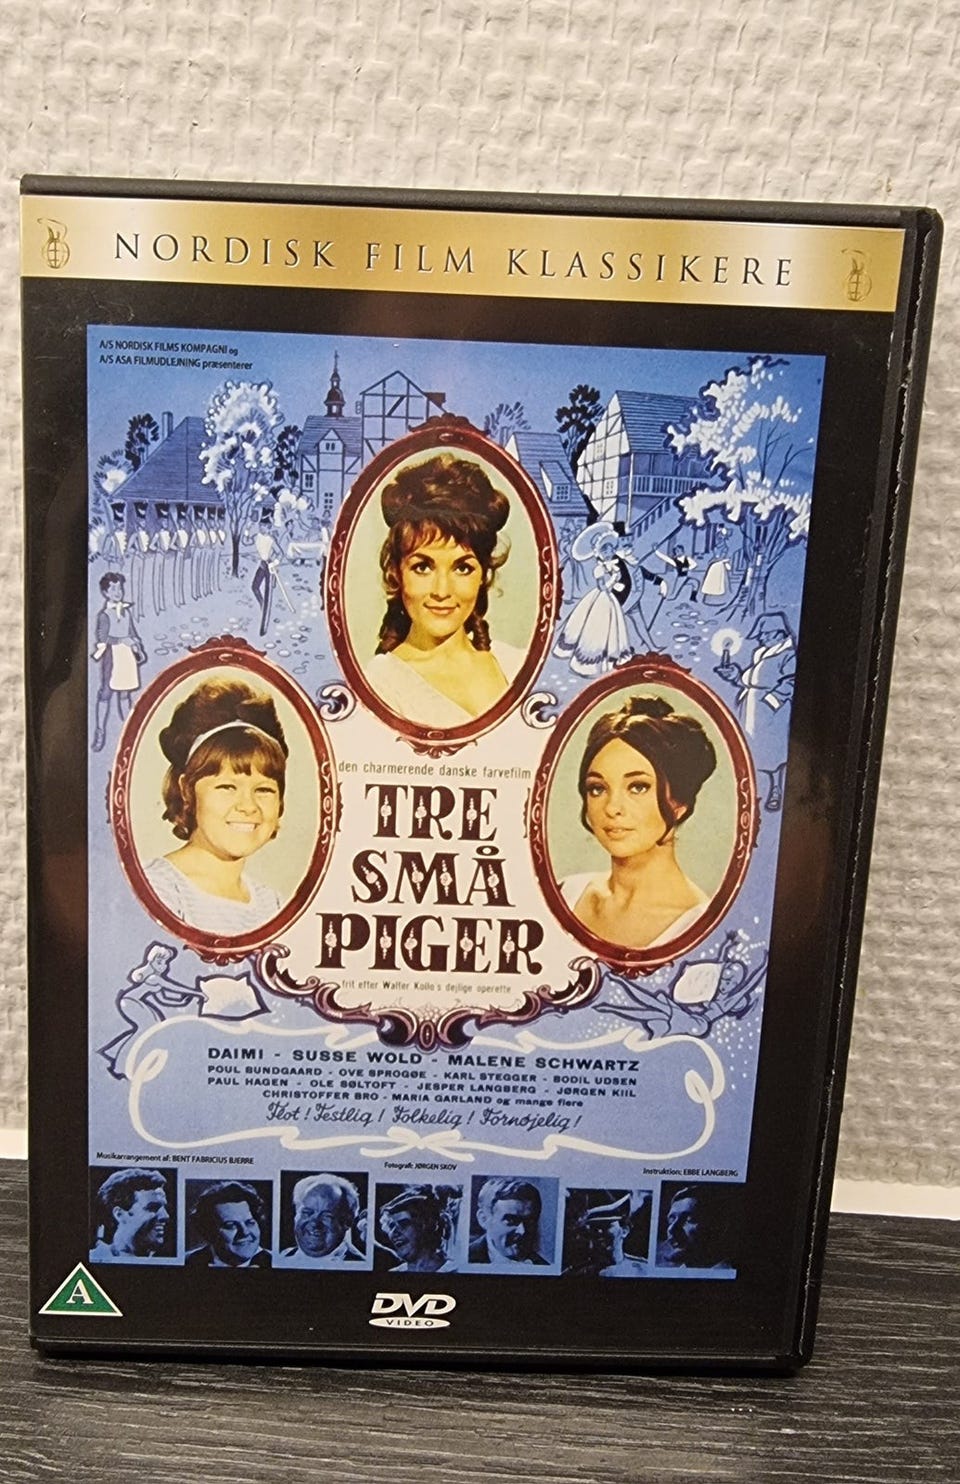 NORDISK FILM KLASSIKERE
A/S NORDISK FILMS KOMPAGNI og
A/S ASA FILMUDLEJNING præsenterer
den charmerende danske farvefilm
TRE
SMÅ
PIGER
frit efter Walter Kollo's dejlige operette
DAIMI - SUSSE WOLD - MALENE SCHWARTZ
POUL BUNDGAARD - OVE SPROGØE - KARL STEGGER - BODIL UDSEN
PAUL HAGEN - OLE SØLTOFT - JESPER LANGBERG - JØRGEN KIIL
CHRISTOFFER BRO - MARIA GARLAND og mange flere
Flot! Festlig! Folkelig! Fornøjelig!
Musikarrangement af: BENT FABRICIUS BJERRE Fotografi: JØRGEN SKOV Instruktion: EBBE LANGBERG
A
DVD
VIDEO